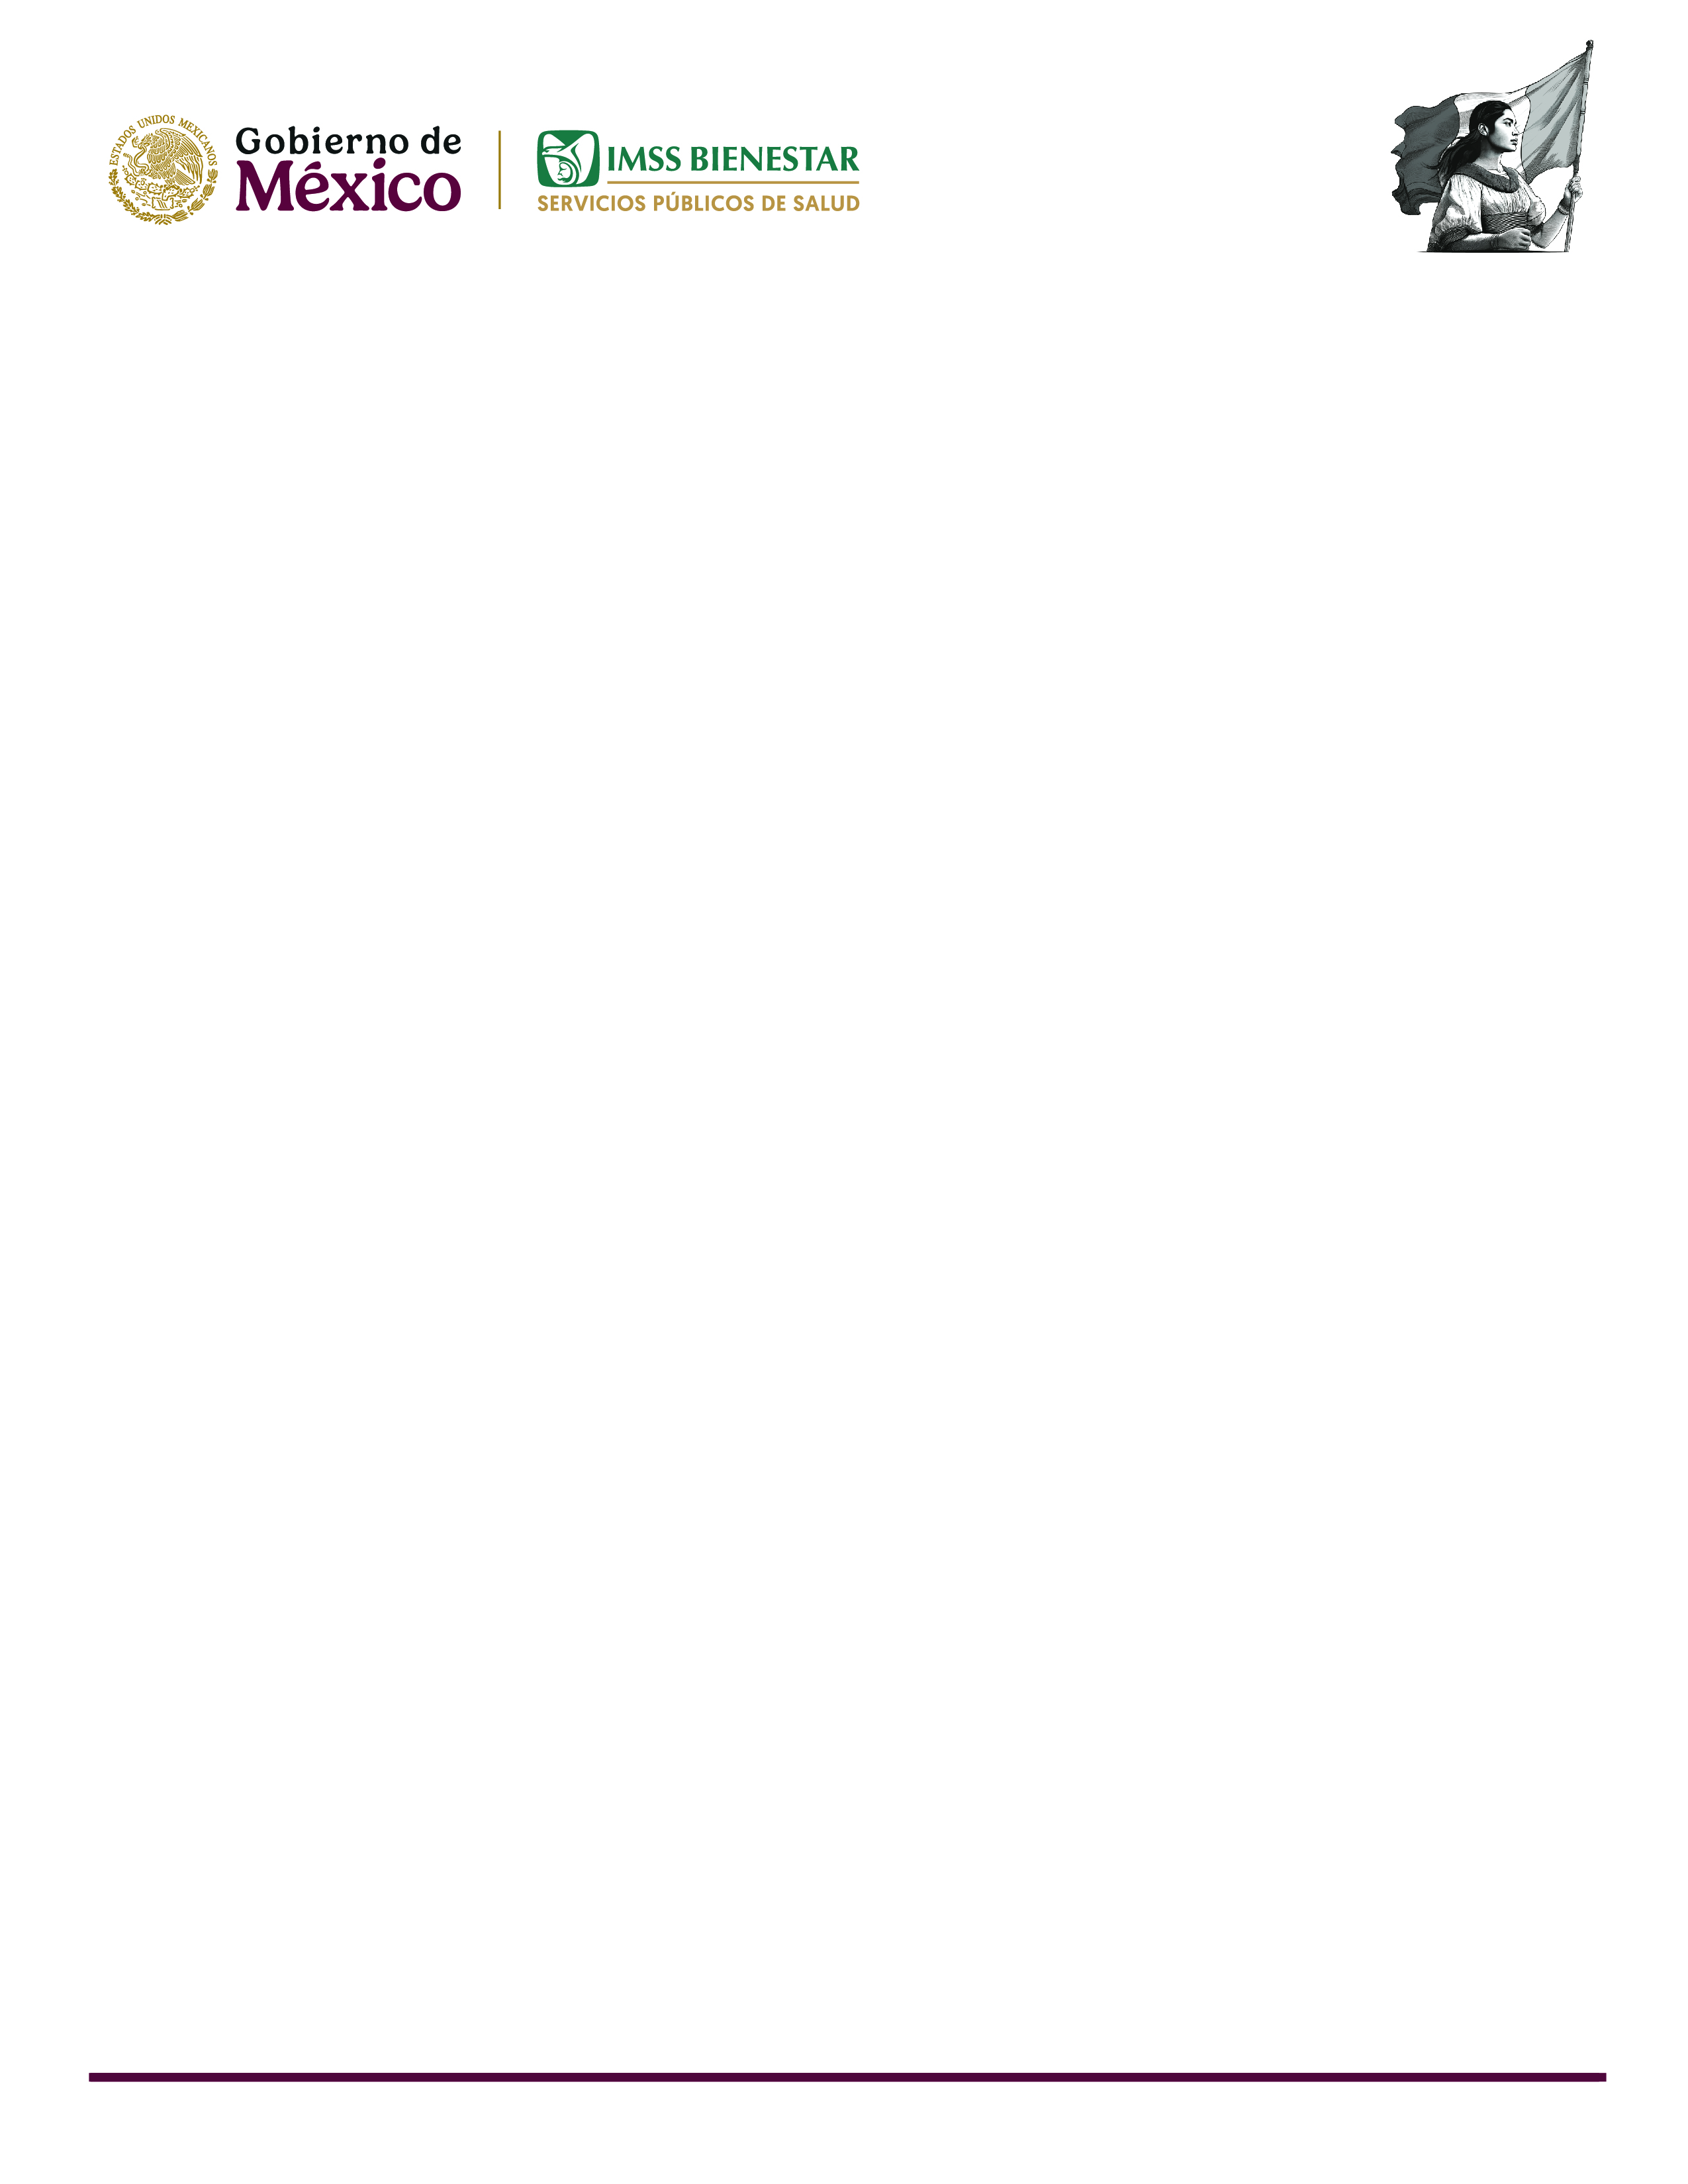 ESTADOS UNIDOS MEXICANOS
Gobierno de
México
IMSS BIENESTAR
SERVICIOS PÚBLICOS DE SALUD